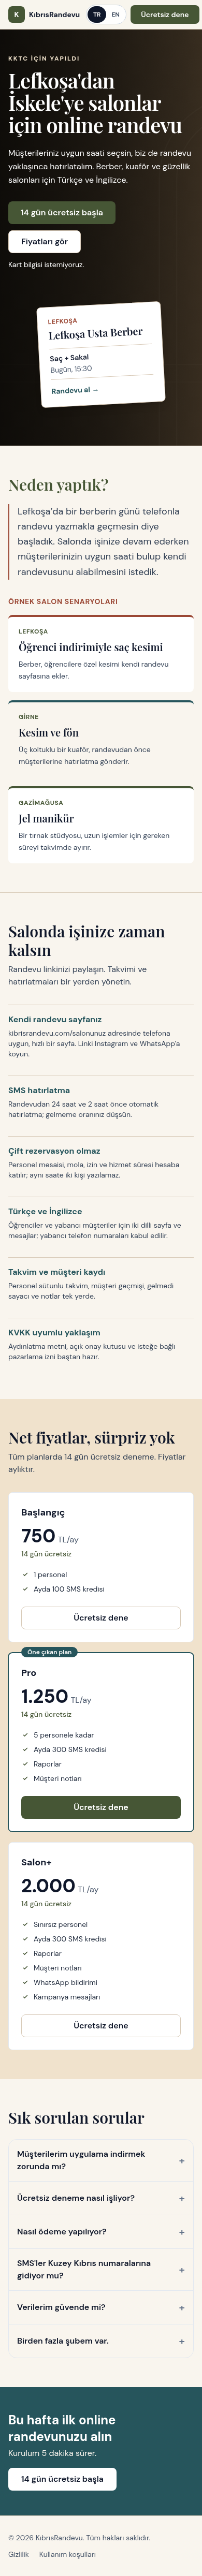 K KıbrısRandevu TR EN Ücretsiz dene
KKTC İÇİN YAPILDI
Lefkoşa'dan
İskele'ye salonlar
için online randevu
Müşterileriniz uygun saati seçsin, biz de randevu
yaklaşınca hatırlatalım. Berber, kuaför ve güzellik
salonları için Türkçe ve İngilizce.
14 gün ücretsiz başla
Fiyatları gör
Kart bilgisi istemiyoruz.
LEFKOŞA
Lefkoşa Usta Berber
Saç + Sakal
Bugün, 15:30
Randevu al →
Neden yaptık?
Lefkoşa’da bir berberin günü telefonla
randevu yazmakla geçmesin diye
başladık. Salonda işinize devam ederken
müşterilerinizin uygun saati bulup kendi
randevusunu alabilmesini istedik.
ÖRNEK SALON SENARYOLARI
LEFKOŞA
Öğrenci indirimiyle saç kesimi
Berber, öğrencilere özel kesimi kendi randevu
sayfasına ekler.
GİRNE
Kesim ve fön
Üç koltuklu bir kuaför, randevudan önce
müşterilerine hatırlatma gönderir.
GAZİMAĞUSA
Jel manikür
Bir tırnak stüdyosu, uzun işlemler için gereken
süreyi takvimde ayırır.
Salonda işinize zaman
kalsın
Randevu linkinizi paylaşın. Takvimi ve
hatırlatmaları bir yerden yönetin.
Kendi randevu sayfanız
kibrisrandevu.com/salonunuz adresinde telefona
uygun, hızlı bir sayfa. Linki Instagram ve WhatsApp'a
koyun.
SMS hatırlatma
Randevudan 24 saat ve 2 saat önce otomatik
hatırlatma; gelmeme oranınız düşsün.
Çift rezervasyon olmaz
Personel mesaisi, mola, izin ve hizmet süresi hesaba
katılır; aynı saate iki kişi yazılamaz.
Türkçe ve İngilizce
Öğrenciler ve yabancı müşteriler için iki dilli sayfa ve
mesajlar; yabancı telefon numaraları kabul edilir.
Takvim ve müşteri kaydı
Personel sütunlu takvim, müşteri geçmişi, gelmedi
sayacı ve notlar tek yerde.
KVKK uyumlu yaklaşım
Aydınlatma metni, açık onay kutusu ve isteğe bağlı
pazarlama izni baştan hazır.
Net fiyatlar, sürpriz yok
Tüm planlarda 14 gün ücretsiz deneme. Fiyatlar
aylıktır.
Başlangıç
750 TL/ay
14 gün ücretsiz
✓ 1 personel
✓ Ayda 100 SMS kredisi
Ücretsiz dene
Öne çıkan plan
Pro
1.250 TL/ay
14 gün ücretsiz
✓ 5 personele kadar
✓ Ayda 300 SMS kredisi
✓ Raporlar
✓ Müşteri notları
Ücretsiz dene
Salon+
2.000 TL/ay
14 gün ücretsiz
✓ Sınırsız personel
✓ Ayda 300 SMS kredisi
✓ Raporlar
✓ Müşteri notları
✓ WhatsApp bildirimi
✓ Kampanya mesajları
Ücretsiz dene
Sık sorulan sorular
Müşterilerim uygulama indirmek
zorunda mı? +
Ücretsiz deneme nasıl işliyor? +
Nasıl ödeme yapılıyor? +
SMS'ler Kuzey Kıbrıs numaralarına
gidiyor mu? +
Verilerim güvende mi? +
Birden fazla şubem var. +
Bu hafta ilk online
randevunuzu alın
Kurulum 5 dakika sürer.
14 gün ücretsiz başla
© 2026 KıbrısRandevu. Tüm hakları saklıdır.
Gizlilik Kullanım koşulları